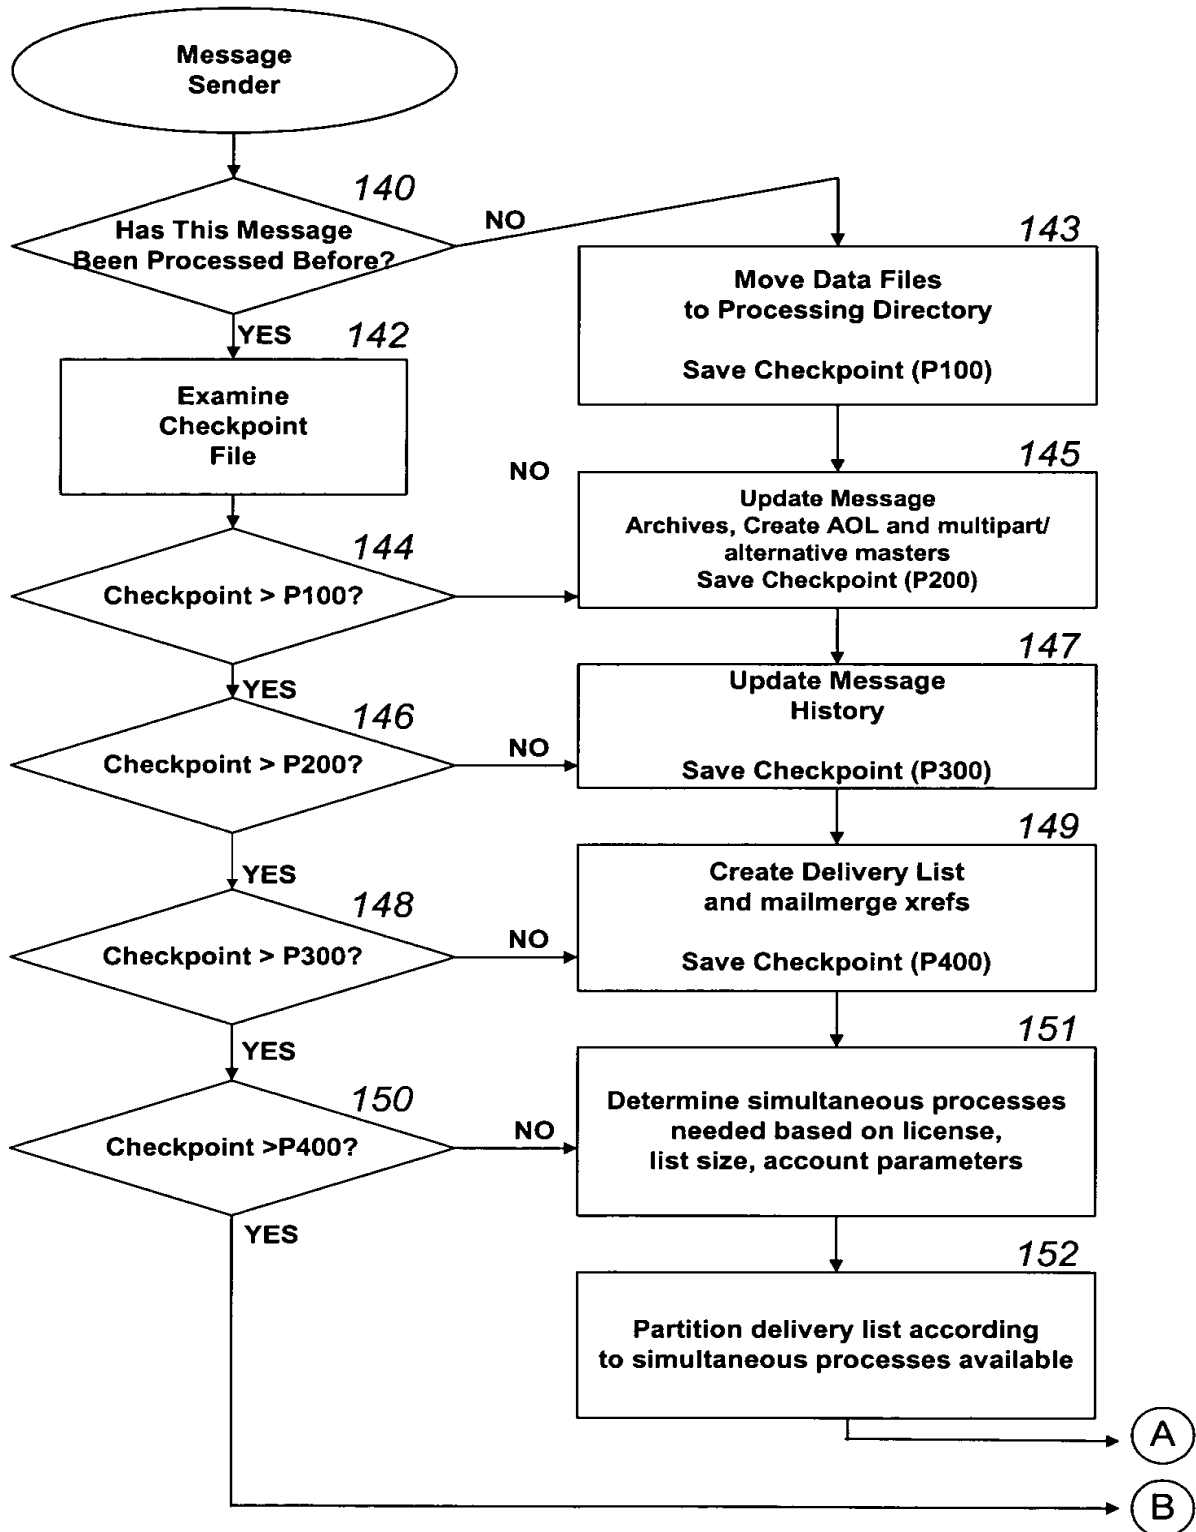 Message
Sender
140
Has This Message
Been Processed Before?
NO
YES
143
Move Data Files
to Processing Directory
Save Checkpoint (P100)
142
Examine
Checkpoint
File
NO
145
Update Message
Archives, Create AOL and multipart/
alternative masters
Save Checkpoint (P200)
144
Checkpoint > P100?
YES
147
Update Message
History
Save Checkpoint (P300)
146
Checkpoint > P200?
NO
YES
149
Create Delivery List
and mailmerge xrefs
Save Checkpoint (P400)
148
Checkpoint > P300?
NO
YES
151
Determine simultaneous processes
needed based on license,
list size, account parameters
150
Checkpoint >P400?
NO
YES
152
Partition delivery list according
to simultaneous processes available
A
B